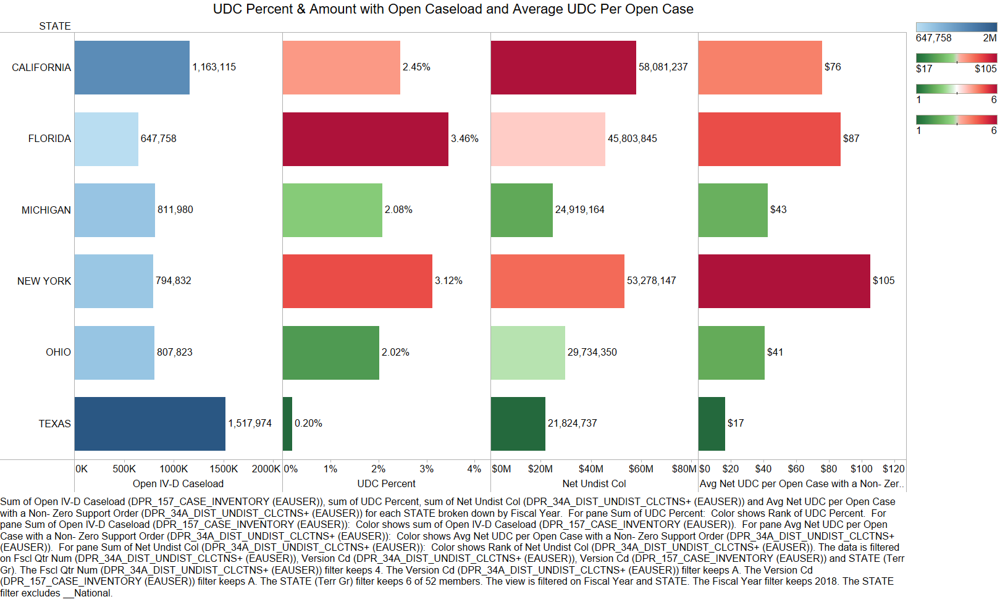 UDC Percent & Amount with Open Caseload and Average UDC Per Open Case
STATE
CALIFORNIA 1,163,115 2.45% 58,081,237 $76
FLORIDA 647,758 3.46% 45,803,845 $87
MICHIGAN 811,980 2.08% 24,919,164 $43
NEW YORK 794,832 3.12% 53,278,147 $105
OHIO 807,823 2.02% 29,734,350 $41
TEXAS 1,517,974 0.20% 21,824,737 $17
0K 500K 1000K 1500K 2000K 0% 1% 2% 3% 4% $0M $20M $40M $60M $80M $0 $20 $40 $60 $80 $100 $120
Open IV-D Caseload UDC Percent Net Undist Col Avg Net UDC per Open Case with a Non- Zer..
647,758 2M
$17 $105
1 6
1 6
Sum of Open IV-D Caseload (DPR_157_CASE_INVENTORY (EAUSER)), sum of UDC Percent, sum of Net Undist Col (DPR_34A_DIST_UNDIST_CLCTNS+ (EAUSER)) and Avg Net UDC per Open Case
with a Non- Zero Support Order (DPR_34A_DIST_UNDIST_CLCTNS+ (EAUSER)) for each STATE broken down by Fiscal Year.  For pane Sum of UDC Percent:  Color shows Rank of UDC Percent.  For
pane Sum of Open IV-D Caseload (DPR_157_CASE_INVENTORY (EAUSER)):  Color shows sum of Open IV-D Caseload (DPR_157_CASE_INVENTORY (EAUSER)).  For pane Avg Net UDC per Open
Case with a Non- Zero Support Order (DPR_34A_DIST_UNDIST_CLCTNS+ (EAUSER)):  Color shows Avg Net UDC per Open Case with a Non- Zero Support Order (DPR_34A_DIST_UNDIST_CLCTNS+
(EAUSER)).  For pane Sum of Net Undist Col (DPR_34A_DIST_UNDIST_CLCTNS+ (EAUSER)):  Color shows Rank of Net Undist Col (DPR_34A_DIST_UNDIST_CLCTNS+ (EAUSER)). The data is filtered
on Fscl Qtr Num (DPR_34A_DIST_UNDIST_CLCTNS+ (EAUSER)), Version Cd (DPR_34A_DIST_UNDIST_CLCTNS+ (EAUSER)), Version Cd (DPR_157_CASE_INVENTORY (EAUSER)) and STATE (Terr
Gr). The Fscl Qtr Num (DPR_34A_DIST_UNDIST_CLCTNS+ (EAUSER)) filter keeps 4. The Version Cd (DPR_34A_DIST_UNDIST_CLCTNS+ (EAUSER)) filter keeps A. The Version Cd
(DPR_157_CASE_INVENTORY (EAUSER)) filter keeps A. The STATE (Terr Gr) filter keeps 6 of 52 members. The view is filtered on Fiscal Year and STATE. The Fiscal Year filter keeps 2018. The STATE
filter excludes __National.